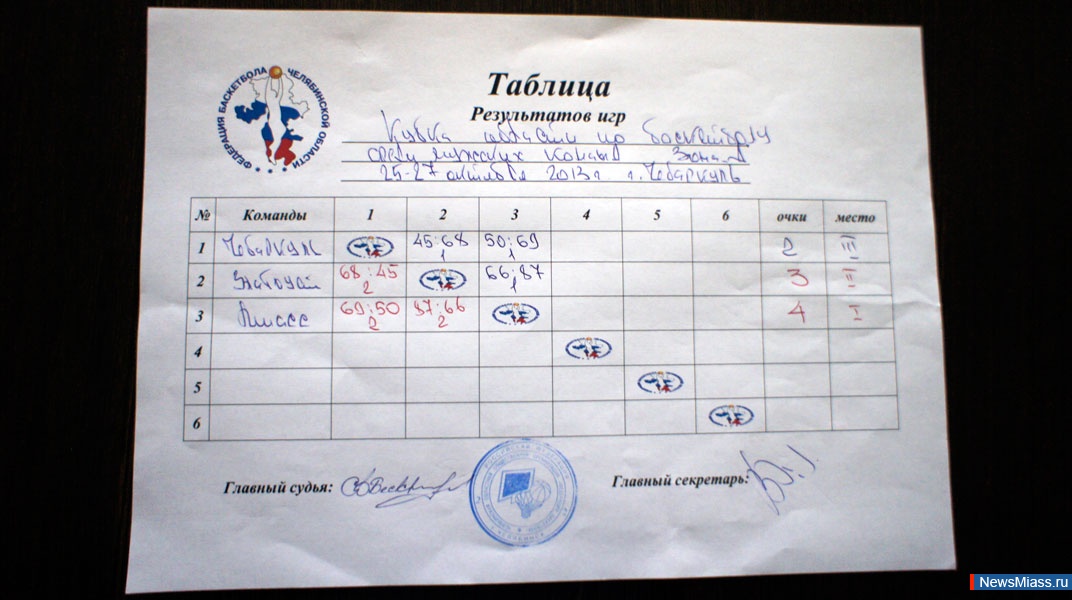 ФЕДЕРАЦИЯ БАСКЕТБОЛА ЧЕЛЯБИНСКОЙ ОБЛАСТИ
Таблица
Результатов игр
Кубка области по баскетболу
среди мужских команд Зона
25-27 октября 2013г г. Чебаркуль
№ Команды 1 2 3 4 5 6 очки место
1 Чебаркуль 45:68 1 50:69 1 2 III
2 68:45 2 66:87 1 3 II
3 Миасс 69:50 2 87:66 2 4 I
4
5
6
Главный судья: Главный секретарь:
NewsMiass.ru